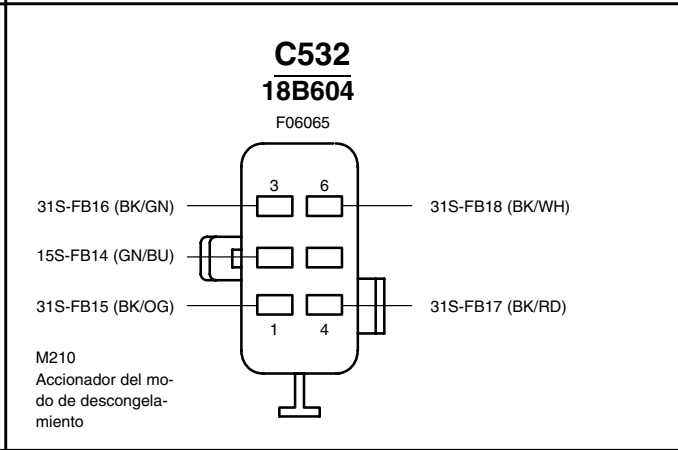 C532
18B604
F06065
3 6
31S-FB16 (BK/GN) 31S-FB18 (BK/WH)
15S-FB14 (GN/BU)
31S-FB15 (BK/OG) 31S-FB17 (BK/RD)
1 4
M210
Accionador del mo-
do de descongela-
miento